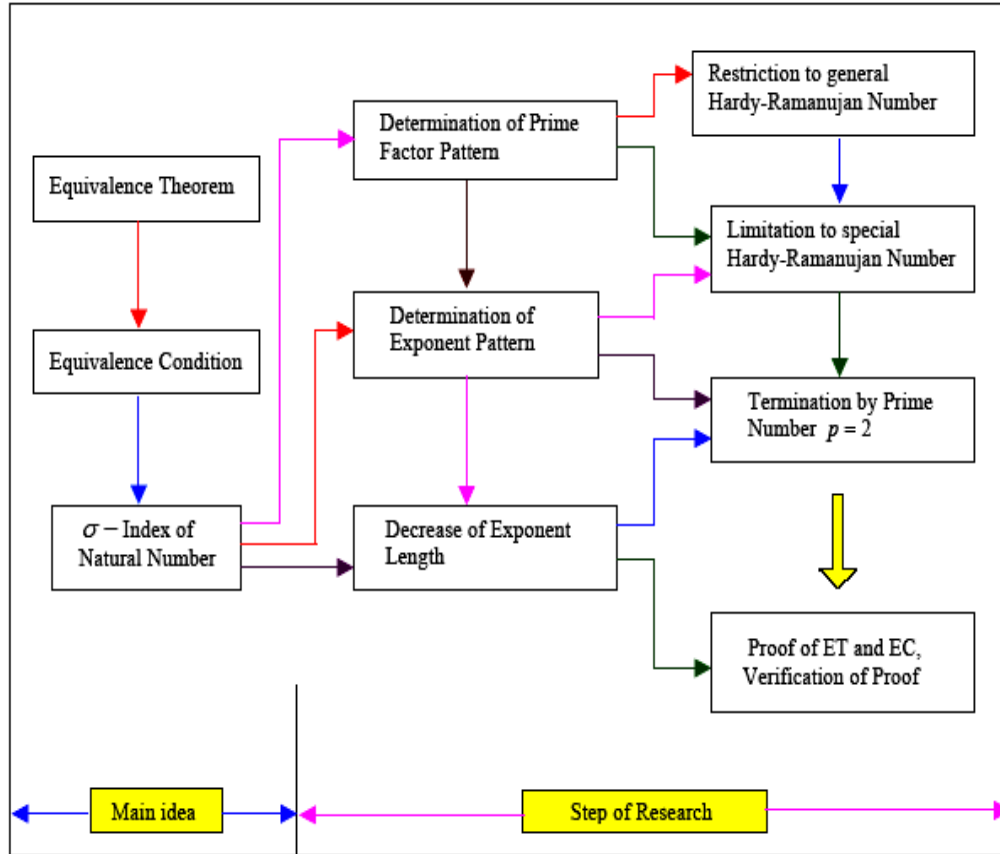 Equivalence Theorem
Equivalence Condition
σ – Index of
Natural Number
Determination of Prime
Factor Pattern
Determination of
Exponent Pattern
Decrease of Exponent
Length
Restriction to general
Hardy-Ramanujan Number
Limitation to special
Hardy-Ramanujan Number
Termination by Prime
Number p = 2
Proof of ET and EC,
Verification of Proof
Main idea
Step of Research